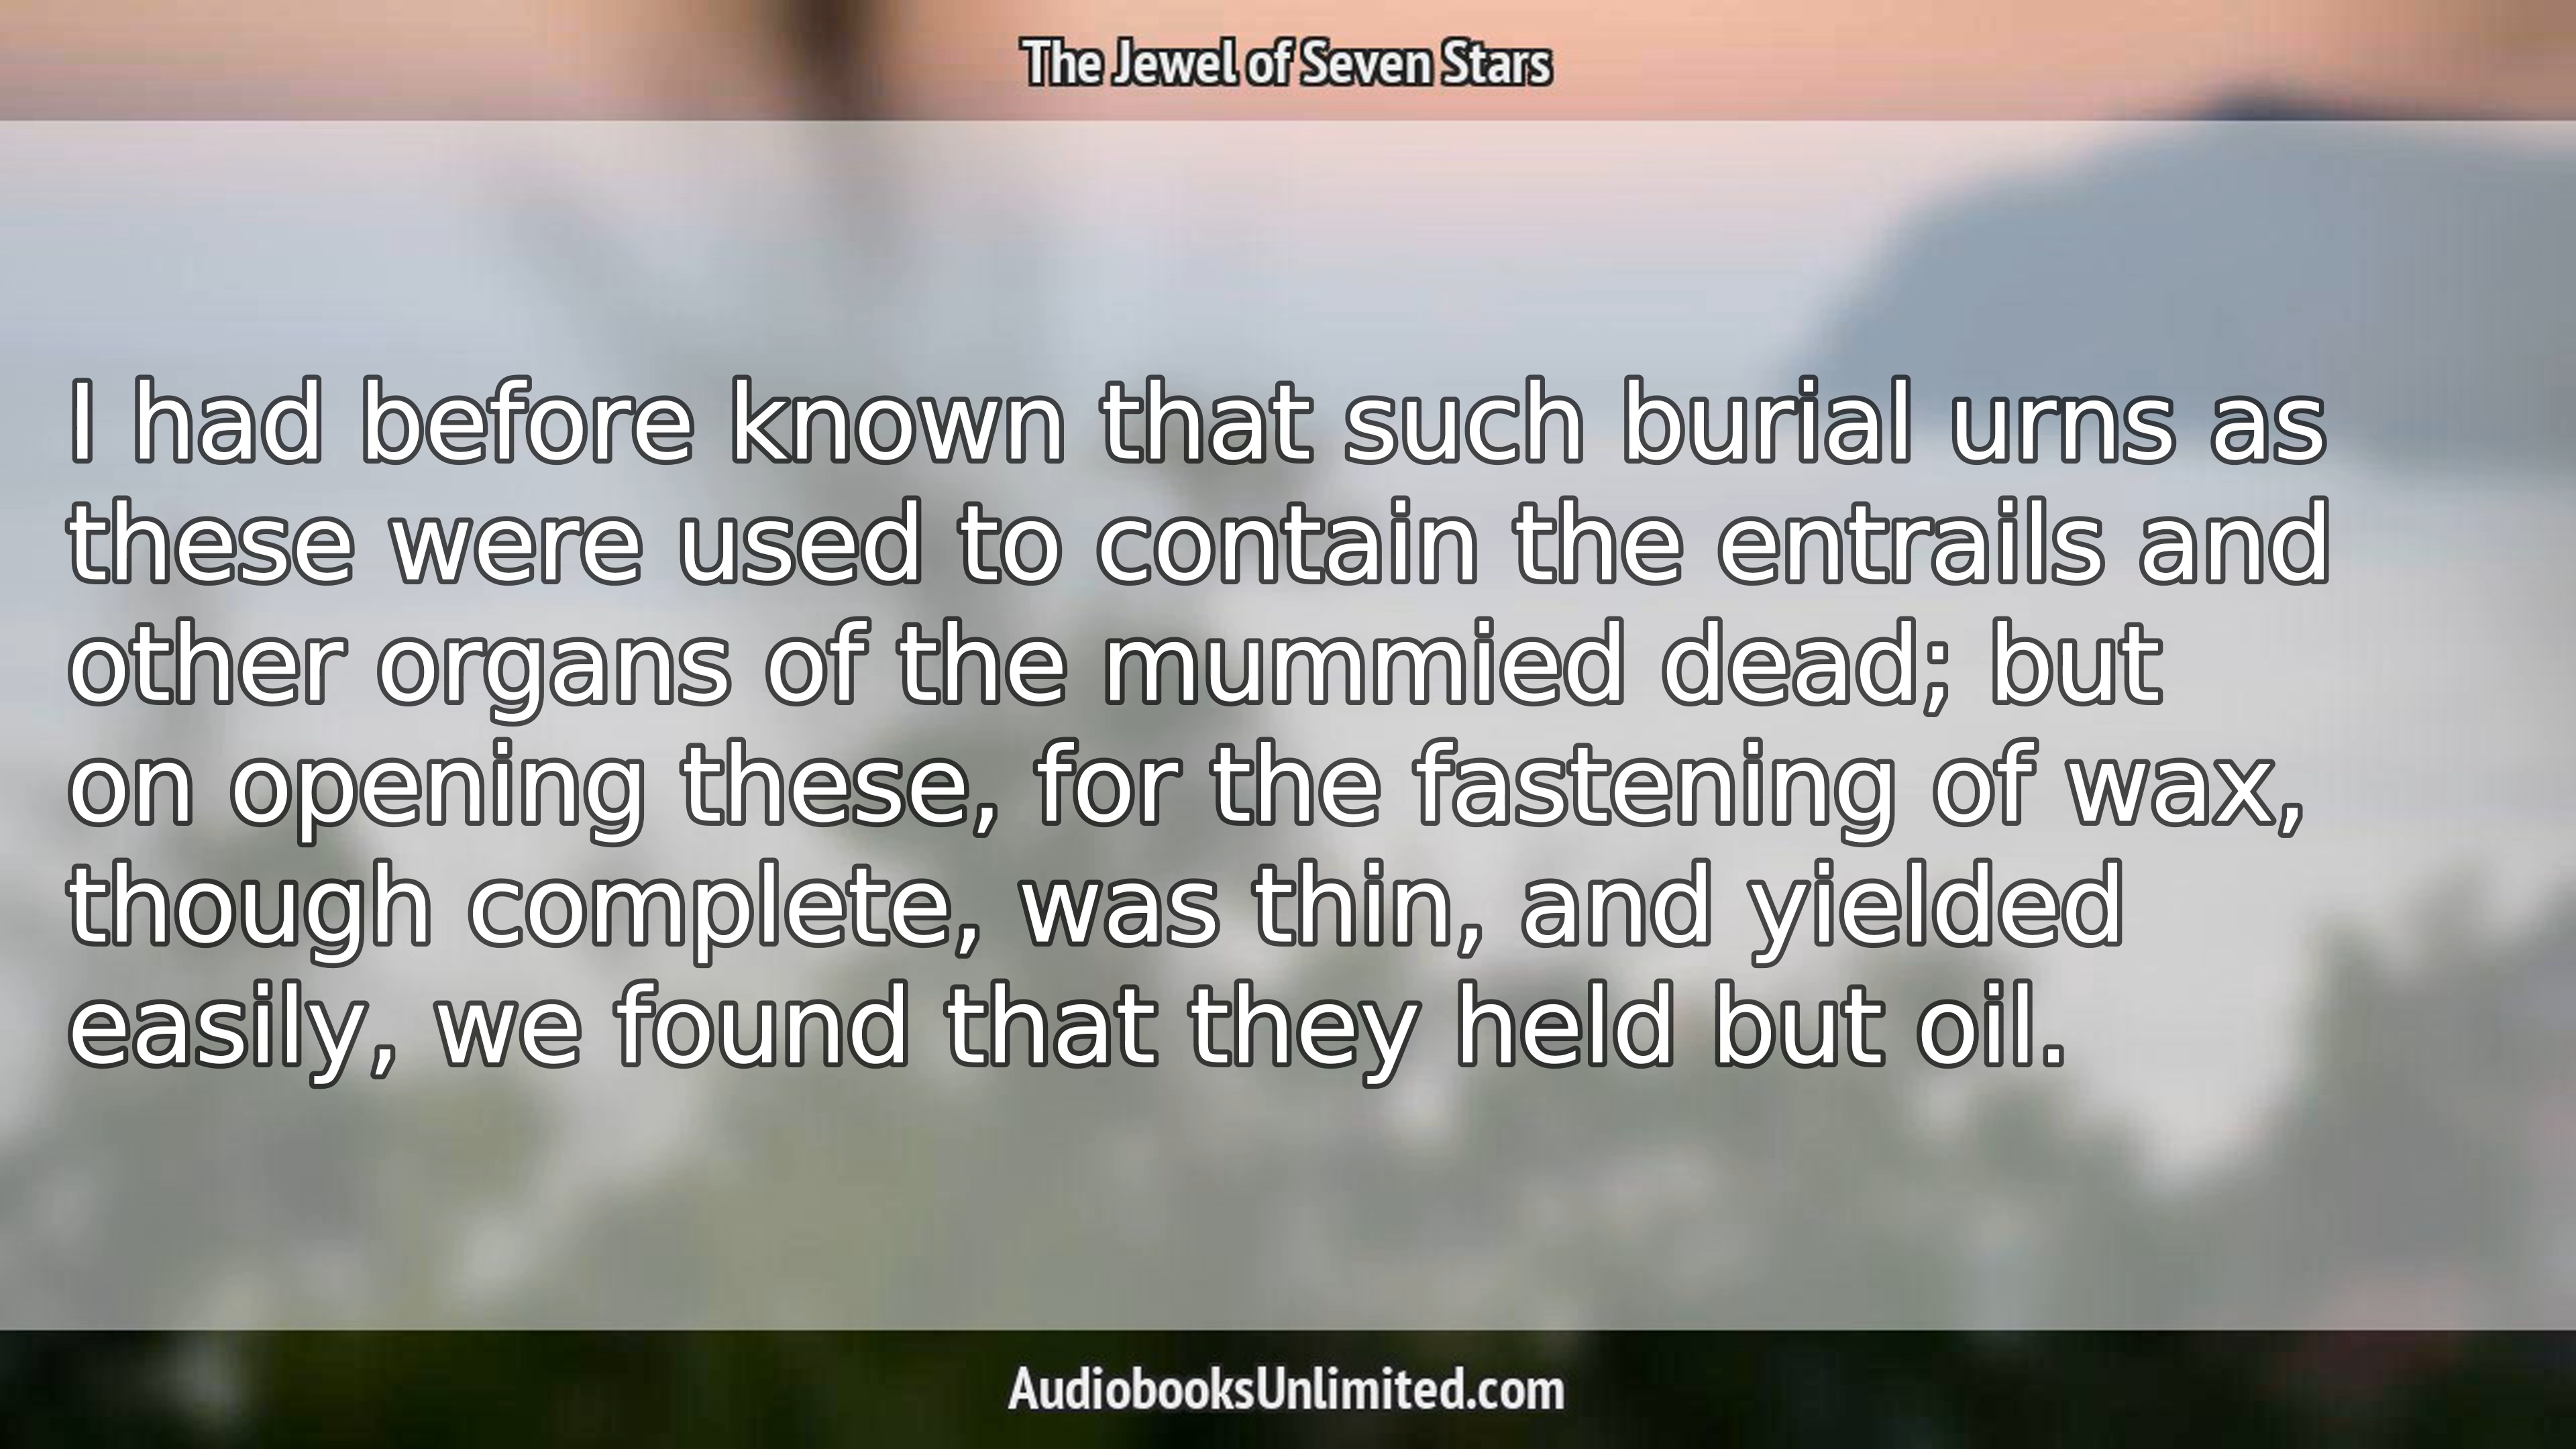 The Jewel of Seven Stars
I had before known that such burial urns as
these were used to contain the entrails and
other organs of the mummied dead; but
on opening these, for the fastening of wax,
though complete, was thin, and yielded
easily, we found that they held but oil.
AudiobooksUnlimited.com